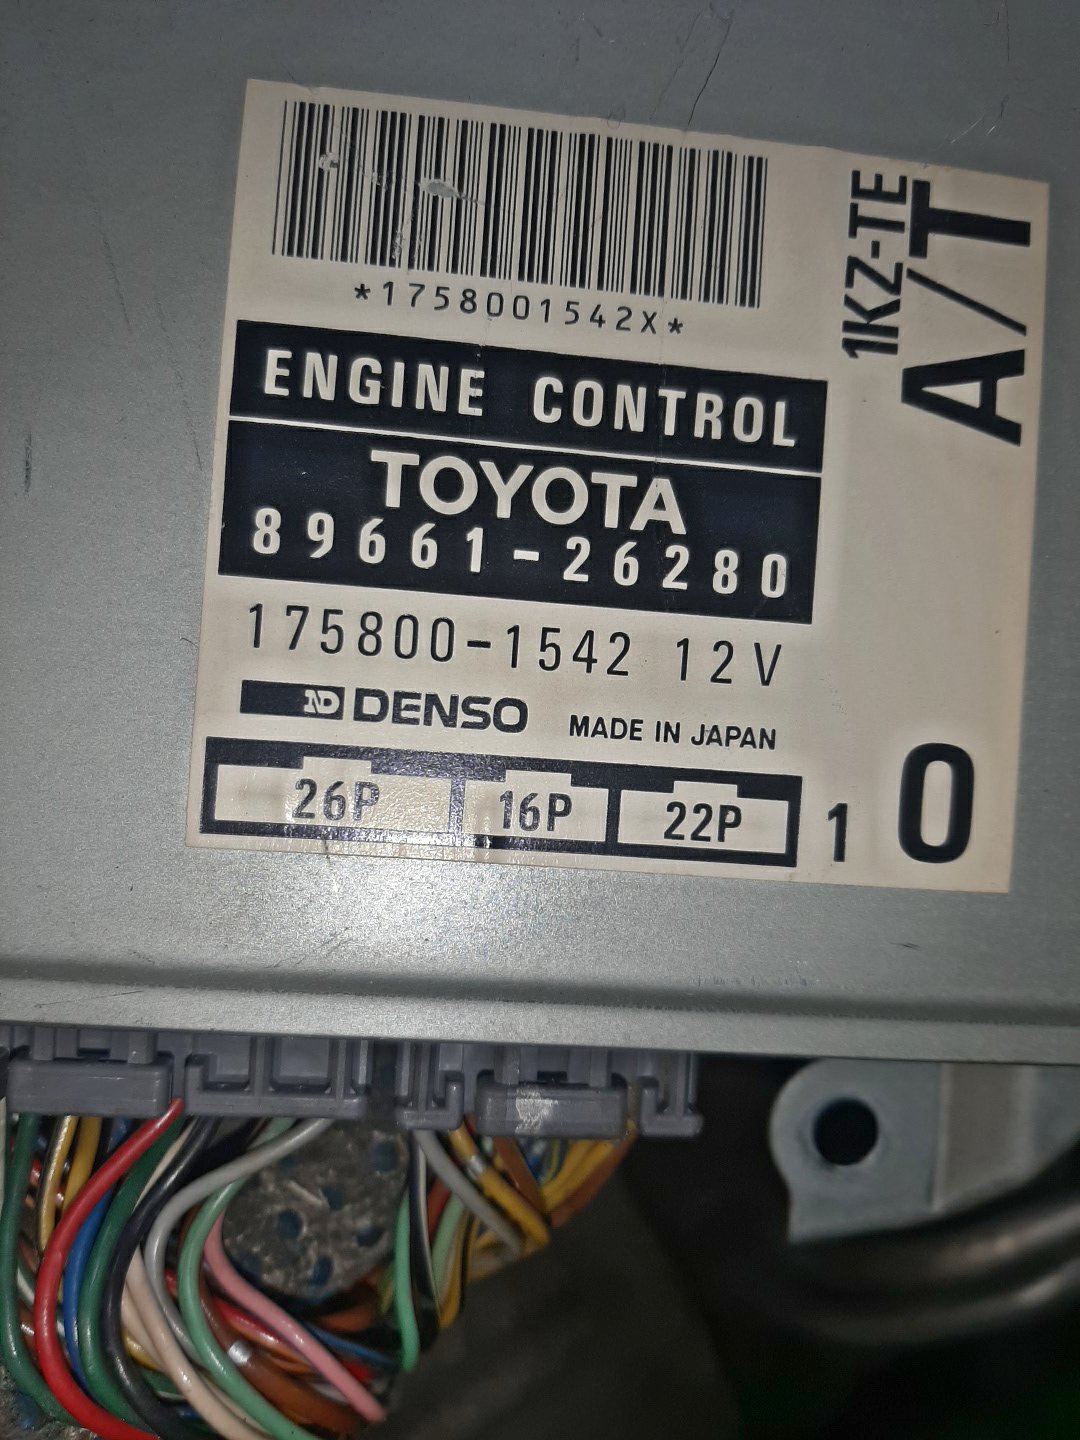 *1758001542X*
1KZ-TE
A/T
ENGINE CONTROL
TOYOTA
89661-26280
175800-1542 12V
ND DENSO MADE IN JAPAN
26P 16P 22P
1 0